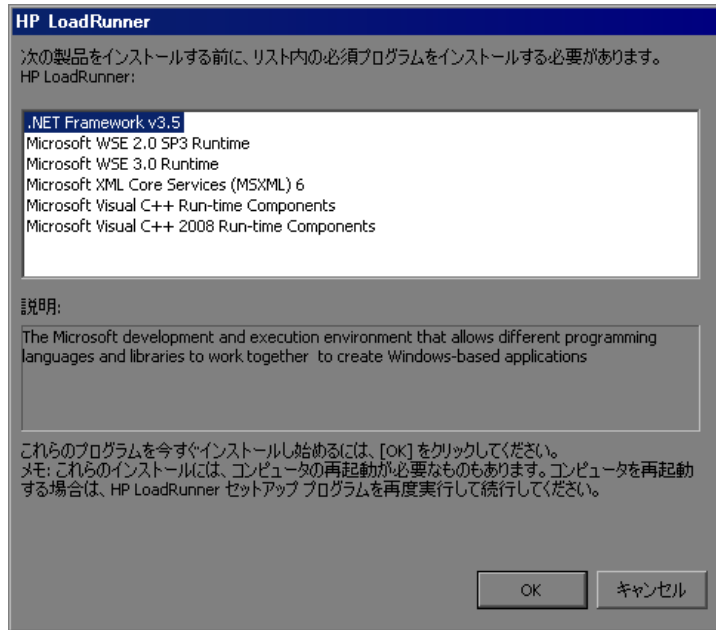 HP LoadRunner
次の製品をインストールする前に、リスト内の必須プログラムをインストールする必要があります。
HP LoadRunner:
.NET Framework v3.5
Microsoft WSE 2.0 SP3 Runtime
Microsoft WSE 3.0 Runtime
Microsoft XML Core Services (MSXML) 6
Microsoft Visual C++ Run-time Components
Microsoft Visual C++ 2008 Run-time Components
説明:
The Microsoft development and execution environment that allows different programming
languages and libraries to work together to create Windows-based applications
これらのプログラムを今すぐインストールし始めるには、[OK] をクリックしてください。
メモ: これらのインストールには、コンピュータの再起動が必要なものもあります。コンピュータを再起動
する場合は、HP LoadRunner セットアップ プログラムを再度実行して続行してください。
OK
キャンセル